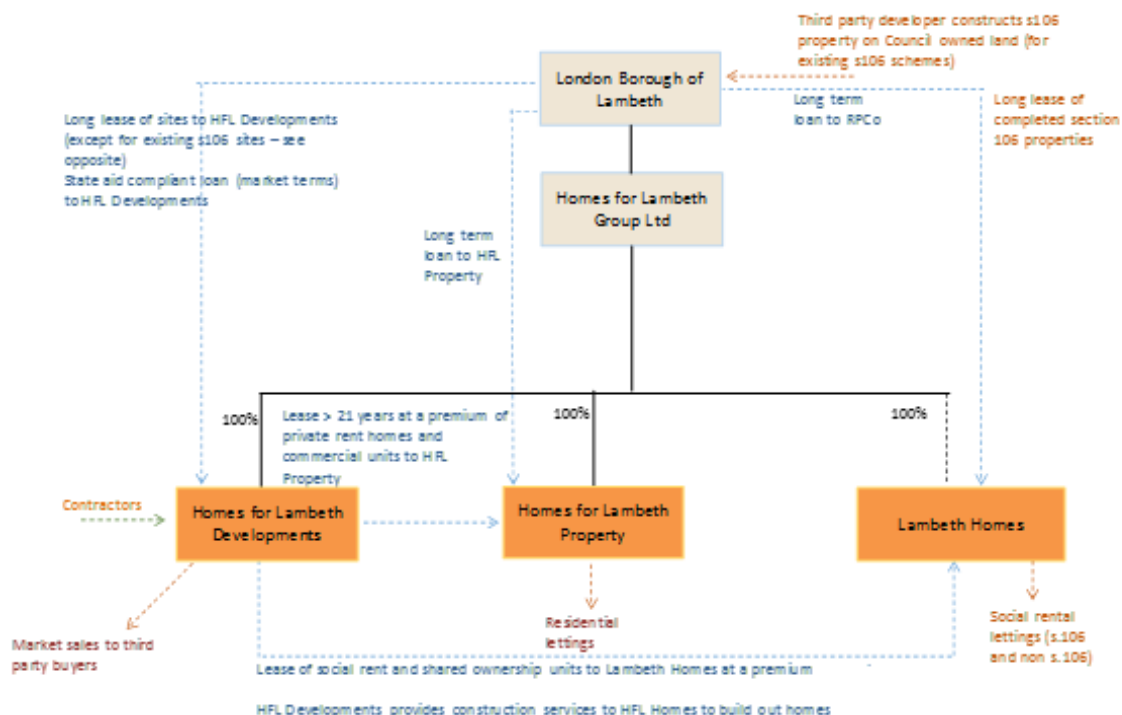 Third party developer constructs s106
property on Council owned land (for
existing s106 schemes)
London Borough of
Lambeth
Long lease of sites to HFL Developments
(except for existing s106 sites – see
opposite)
State aid compliant loan (market terms)
to HFL Developments
Long term
loan to RPCo
Long lease of
completed section
106 properties
Homes for Lambeth
Group Ltd
Long term
loan to HFL
Property
100%
Lease > 21 years at a premium of
private rent homes and
commercial units to HFL
Property
100%
100%
Contractors
Homes for Lambeth
Developments
Homes for Lambeth
Property
Lambeth Homes
Market sales to third
party buyers
Residential
lettings
Social rental
lettings (s.106
and non s.106)
Lease of social rent and shared ownership units to Lambeth Homes at a premium
HFL Developments provides construction services to HFL Homes to build out homes